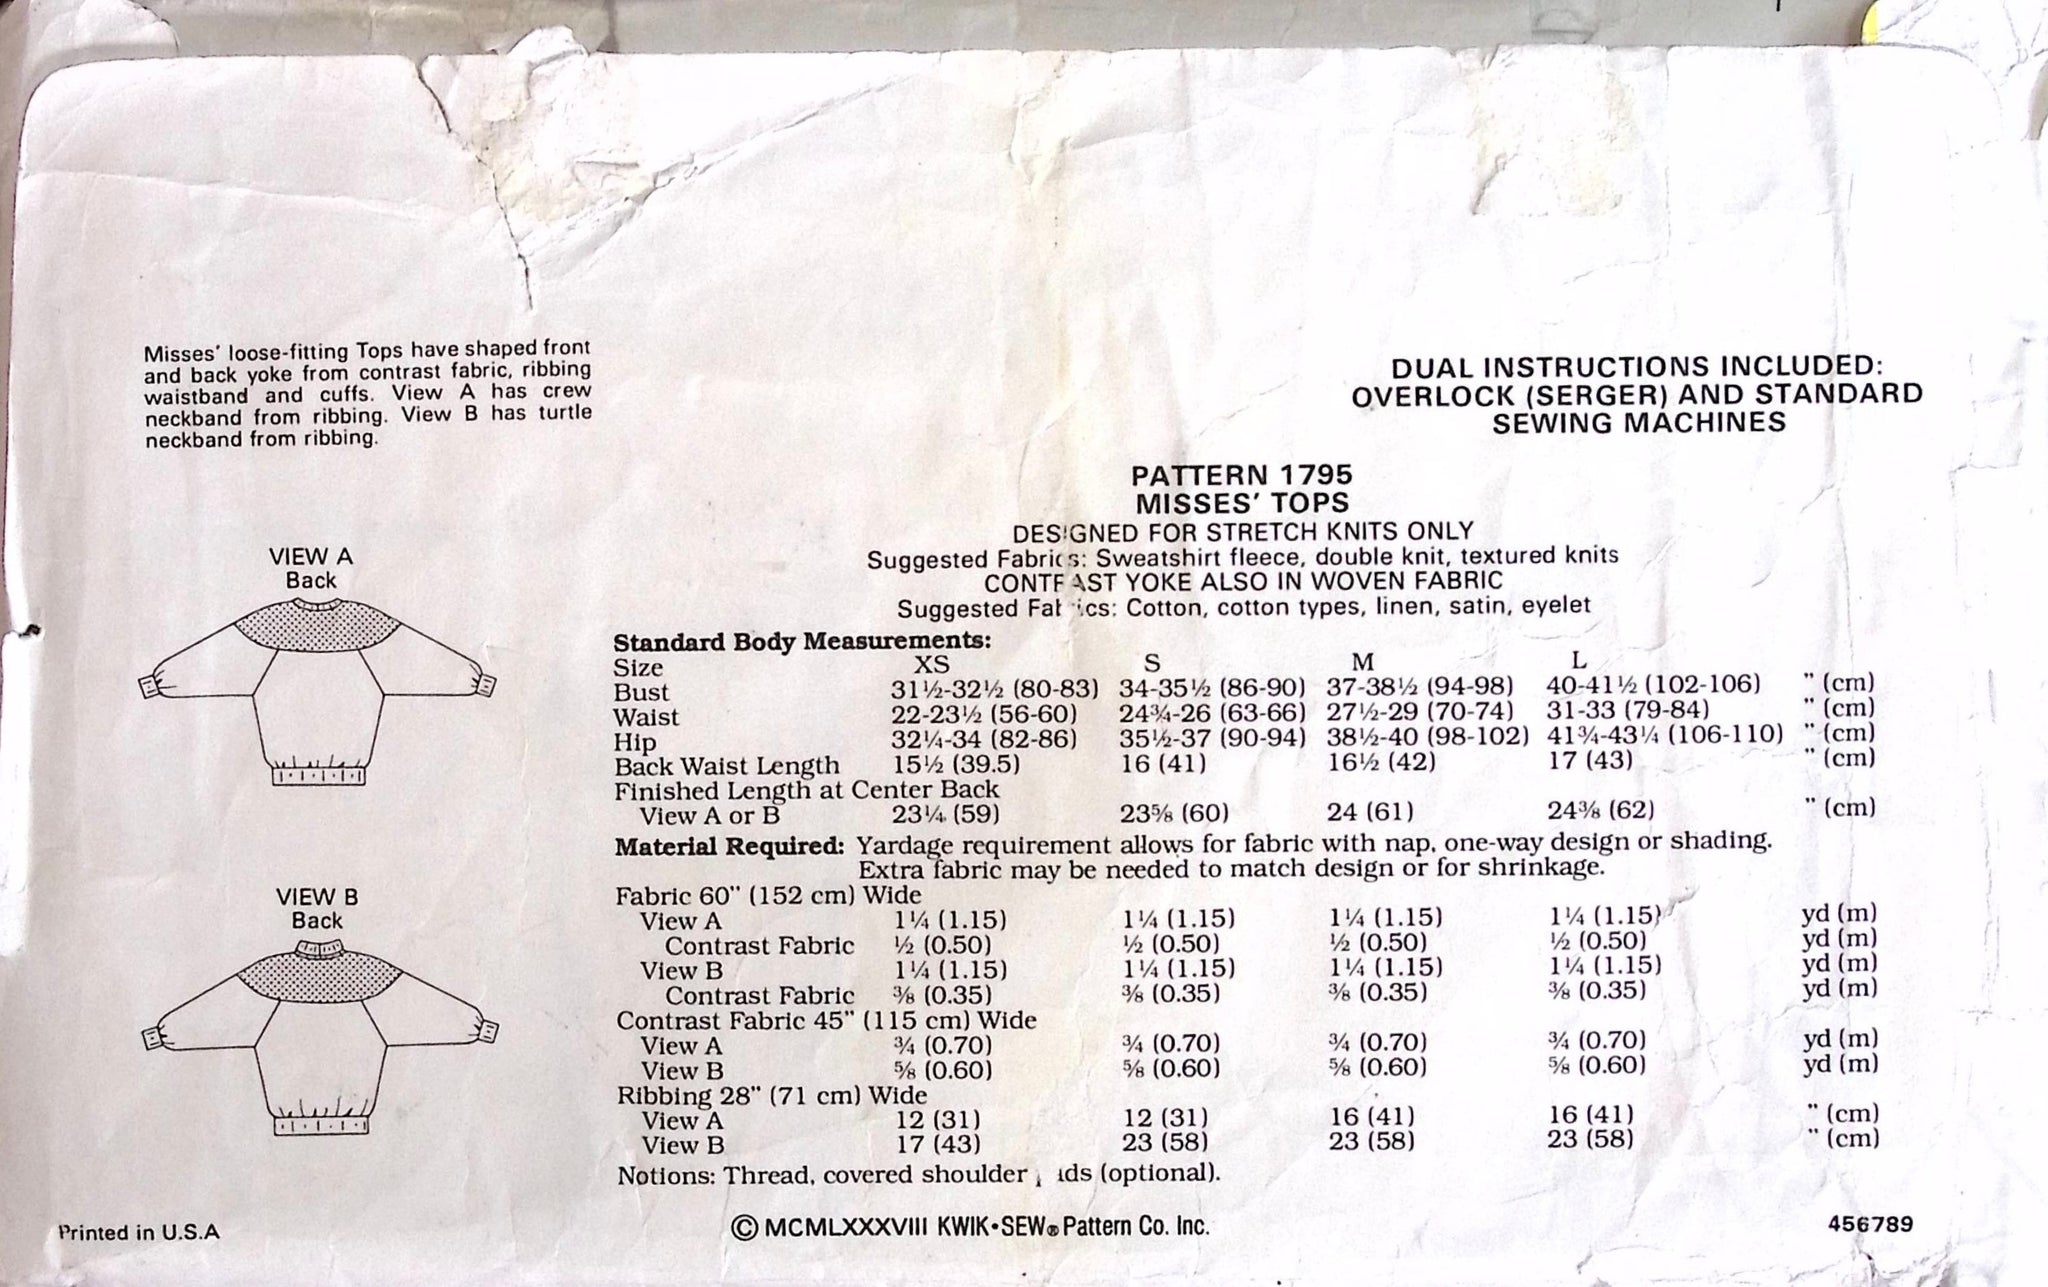 Misses' loose-fitting Tops have shaped front
and back yoke from contrast fabric, ribbing
waistband and cuffs. View A has crew
neckband from ribbing. View B has turtle
neckband from ribbing.
DUAL INSTRUCTIONS INCLUDED:
OVERLOCK (SERGER) AND STANDARD
SEWING MACHINES
PATTERN 1795
MISSES' TOPS
DESIGNED FOR STRETCH KNITS ONLY
Suggested Fabrics: Sweatshirt fleece, double knit, textured knits
CONTRAST YOKE ALSO IN WOVEN FABRIC
Suggested Fabrics: Cotton, cotton types, linen, satin, eyelet
VIEW A
Back
VIEW B
Back
Standard Body Measurements:
Size XS S M L
Bust 31½-32½ (80-83) 34-35½ (86-90) 37-38½ (94-98) 40-41½ (102-106) " (cm)
Waist 22-23½ (56-60) 24¾-26 (63-66) 27½-29 (70-74) 31-33 (79-84) " (cm)
Hip 32¼-34 (82-86) 35½-37 (90-94) 38½-40 (98-102) 41¾-43¼ (106-110) " (cm)
Back Waist Length 15½ (39.5) 16 (41) 16½ (42) 17 (43) " (cm)
Finished Length at Center Back
View A or B 23¼ (59) 23⅝ (60) 24 (61) 24⅜ (62) " (cm)
Material Required: Yardage requirement allows for fabric with nap, one-way design or shading.
Extra fabric may be needed to match design or for shrinkage.
Fabric 60" (152 cm) Wide
View A 1¼ (1.15) 1¼ (1.15) 1¼ (1.15) 1¼ (1.15) yd (m)
Contrast Fabric ½ (0.50) ½ (0.50) ½ (0.50) ½ (0.50) yd (m)
View B 1¼ (1.15) 1¼ (1.15) 1¼ (1.15) 1¼ (1.15) yd (m)
Contrast Fabric ⅜ (0.35) ⅜ (0.35) ⅜ (0.35) ⅜ (0.35) yd (m)
Contrast Fabric 45" (115 cm) Wide
View A ¾ (0.70) ¾ (0.70) ¾ (0.70) ¾ (0.70) yd (m)
View B ⅝ (0.60) ⅝ (0.60) ⅝ (0.60) ⅝ (0.60) yd (m)
Ribbing 28" (71 cm) Wide
View A 12 (31) 12 (31) 16 (41) 16 (41) " (cm)
View B 17 (43) 23 (58) 23 (58) 23 (58) " (cm)
Notions: Thread, covered shoulder pads (optional).
Printed in U.S.A
© MCMLXXXVIII KWIK•SEW® Pattern Co. Inc.
456789